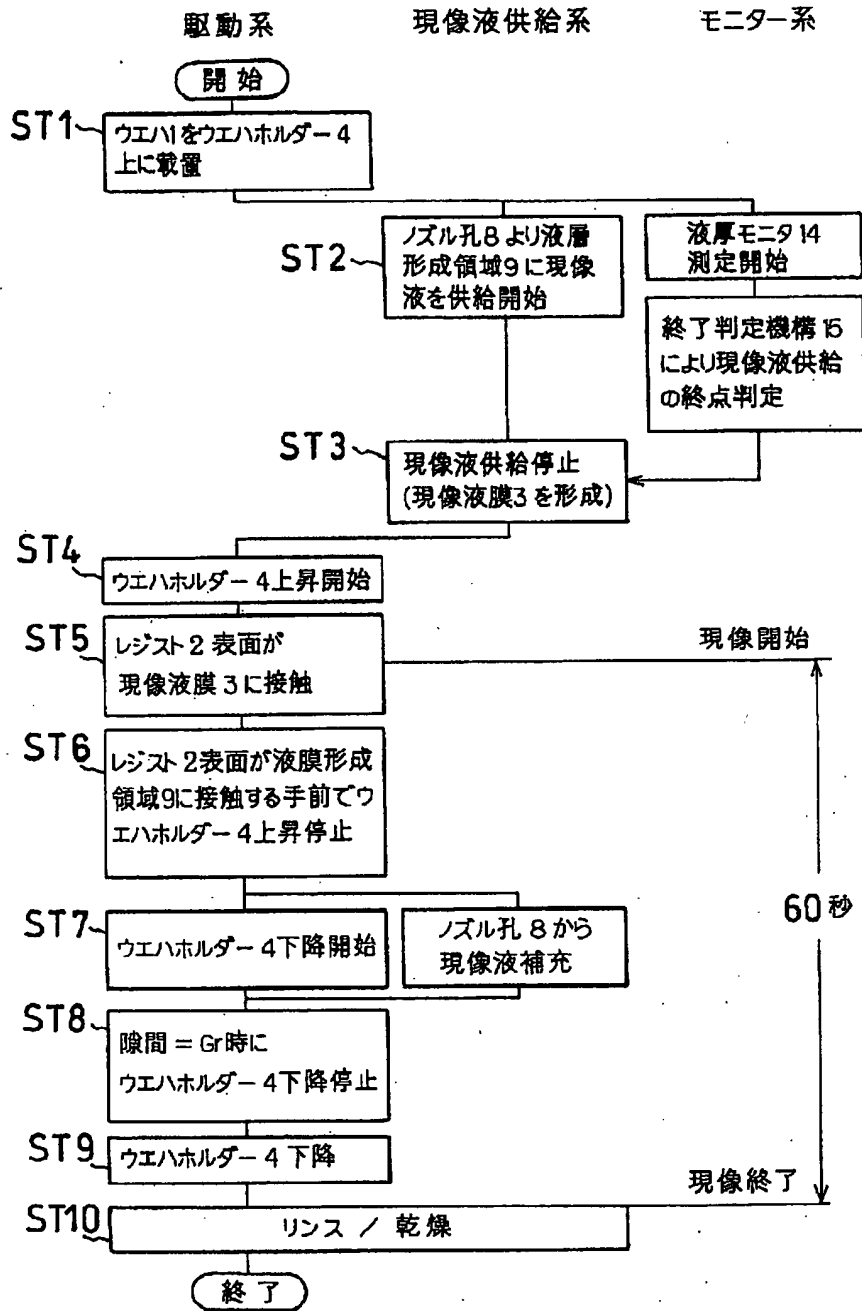 駆動系 現像液供給系 モニター系
開始
ST1
ウエハ1をウエハホルダー4
上に載置
ST2
ノズル孔8より液層
形成領域9に現像
液を供給開始
液厚モニタ14
測定開始
終了判定機構15
により現像液供給
の終点判定
ST3
現像液供給停止
(現像液膜3を形成)
ST4
ウエハホルダー4上昇開始
ST5
レジスト2表面が
現像液膜3に接触
現像開始
ST6
レジスト2表面が液膜形成
領域9に接触する手前でウ
エハホルダー4上昇停止
60秒
ST7
ウエハホルダー4下降開始
ノズル孔8から
現像液補充
ST8
隙間=Gr時に
ウエハホルダー4下降停止
ST9
ウエハホルダー4下降
現像終了
ST10
リンス / 乾燥
終了